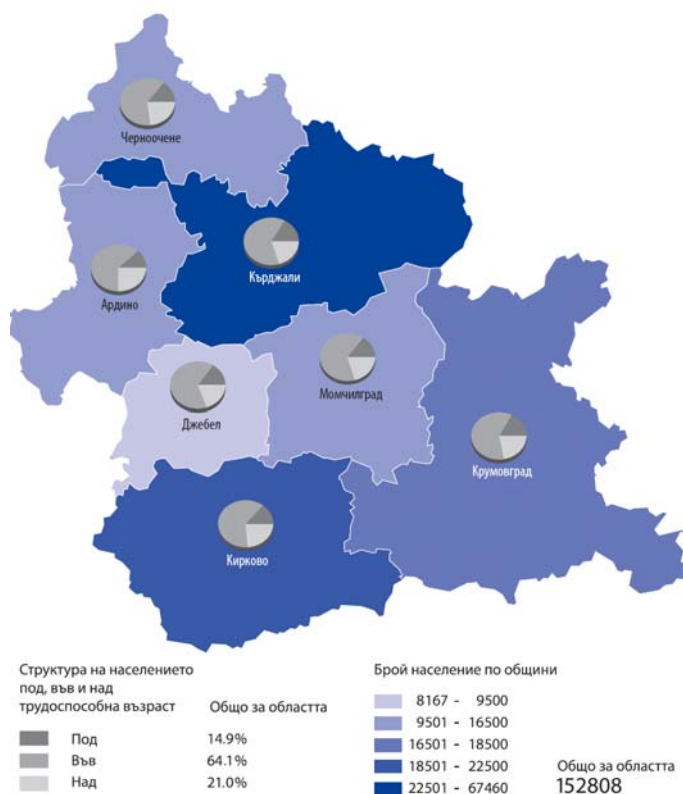 Черноочене
Кърджали
Ардино
Момчилград
Джебел
Крумовград
Кирково
Структура на населението
под, във и над
трудоспособна възраст
Общо за областта
Под 14.9%
Във 64.1%
Над 21.0%
Брой население по общини
8167 - 9500
9501 - 16500
16501 - 18500
18501 - 22500
22501 - 67460
Общо за областта
152808